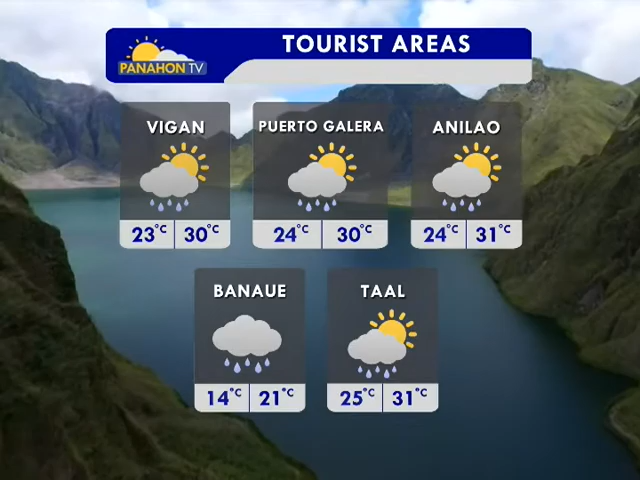 PANAHON TV
TOURIST AREAS
VIGAN
23°C 30°C
PUERTO GALERA
24°C 30°C
ANILAO
24°C 31°C
BANAUE
14°C 21°C
TAAL
25°C 31°C